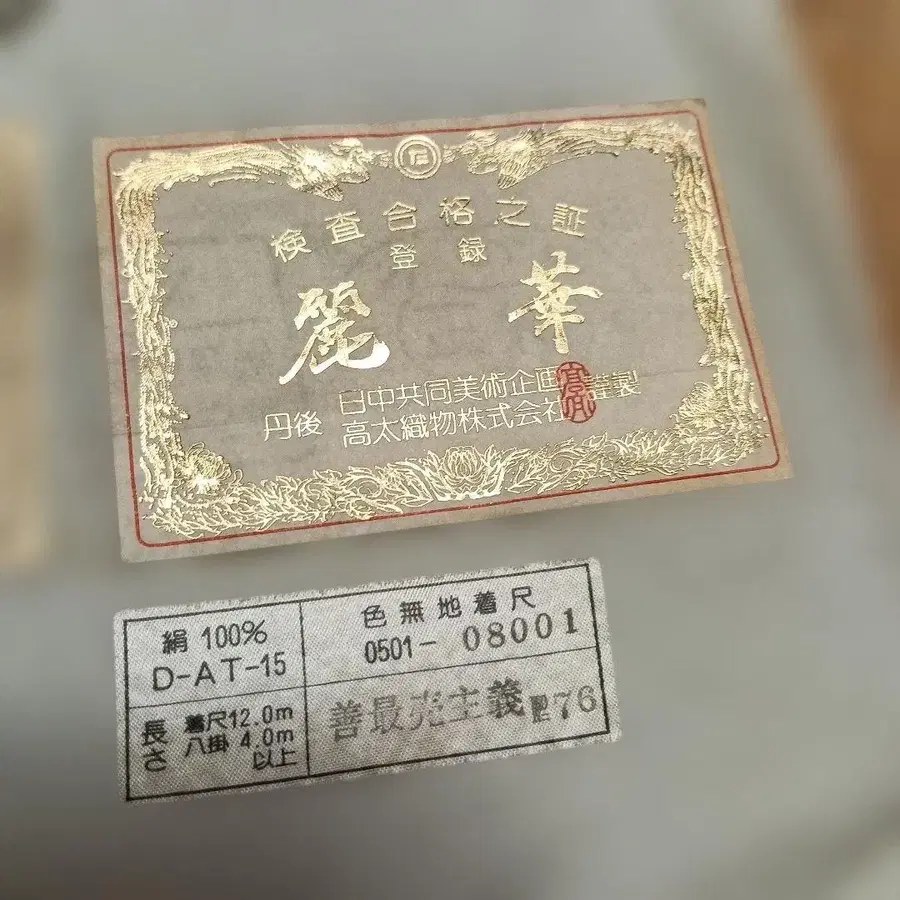 検査合格之証
登録
麗華
丹後
日中共同美術企画
高太織物株式会社
謹製
絹 100%
D-AT-15
色無地着尺
0501- 08001
長さ
着尺12.0m
八掛 4.0m
以上
善最売主義
76